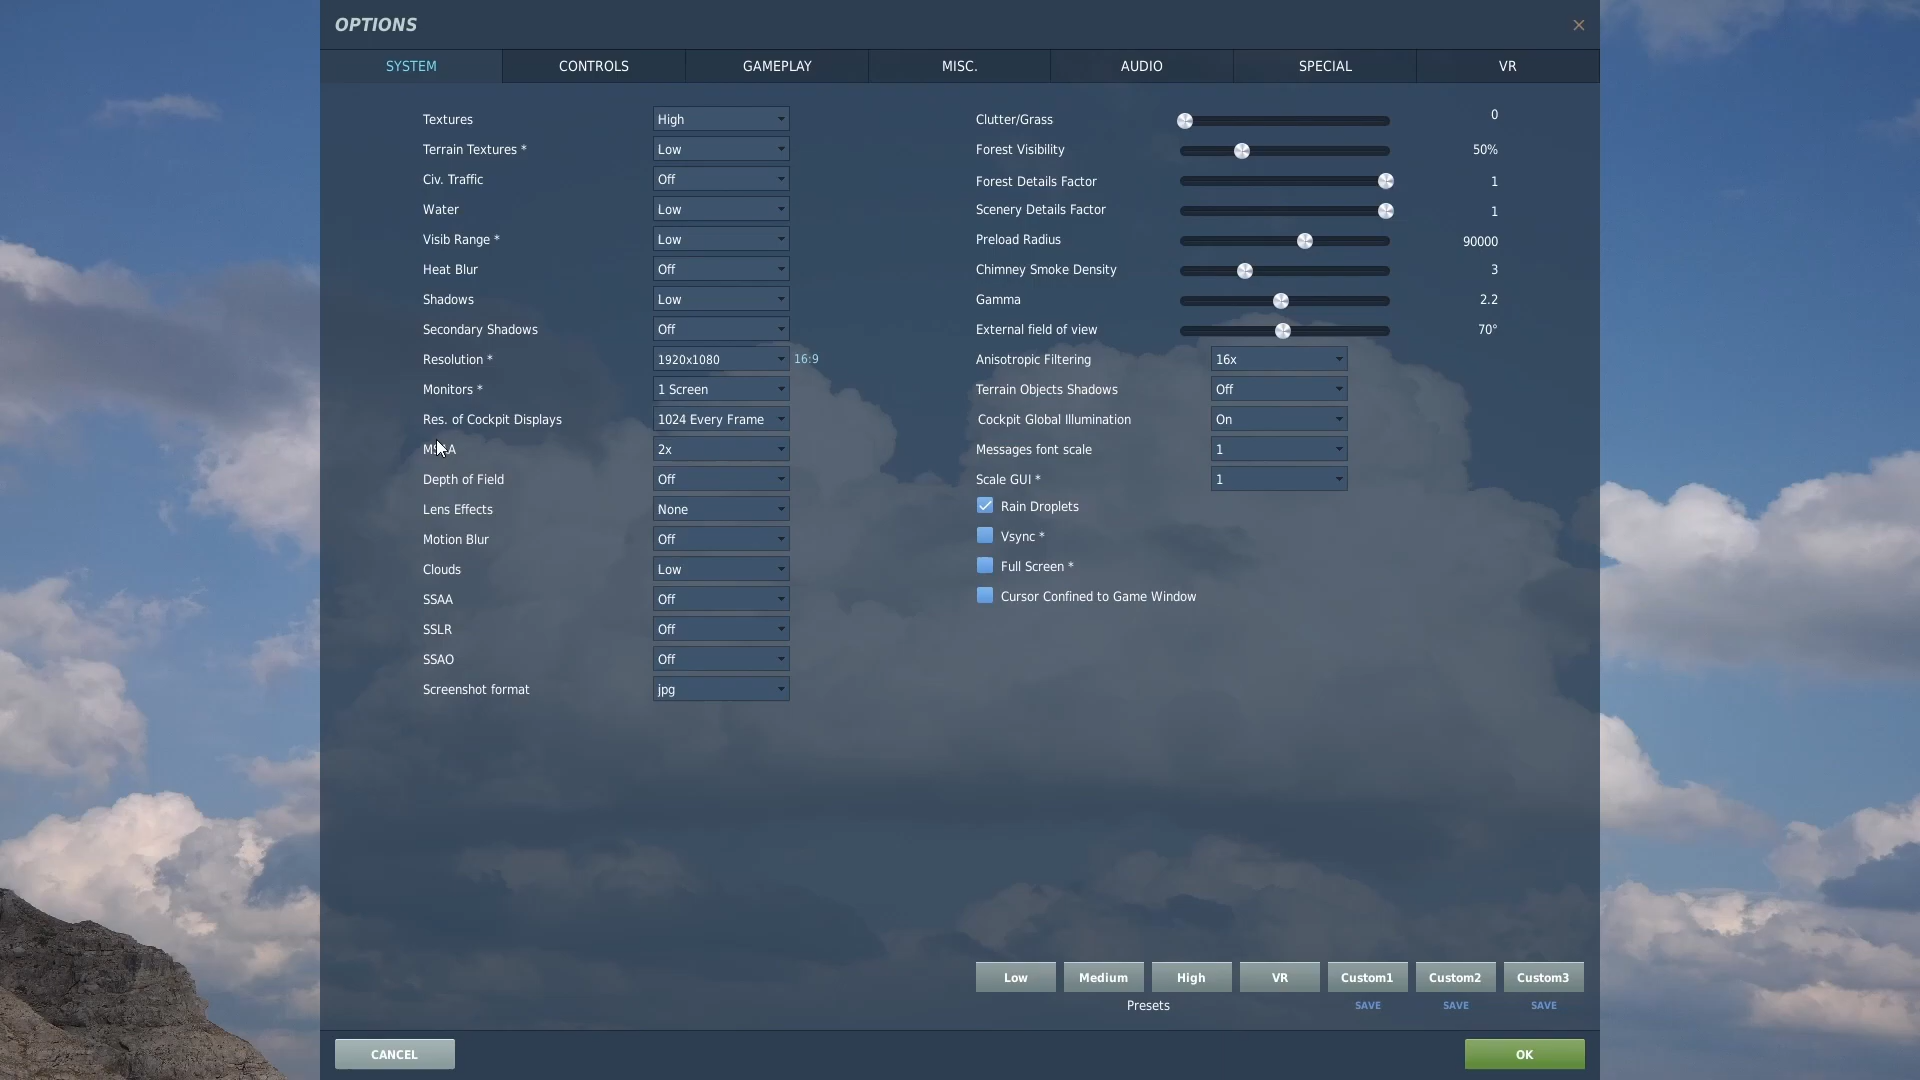 OPTIONS
SYSTEM CONTROLS GAMEPLAY MISC. AUDIO SPECIAL VR
Textures High
Terrain Textures * Low
Civ. Traffic Off
Water Low
Visib Range * Low
Heat Blur Off
Shadows Low
Secondary Shadows Off
Resolution * 1920x1080 16:9
Monitors * 1 Screen
Res. of Cockpit Displays 1024 Every Frame
MSAA 2x
Depth of Field Off
Lens Effects None
Motion Blur Off
Clouds Low
SSAA Off
SSLR Off
SSAO Off
Screenshot format jpg
Clutter/Grass 0
Forest Visibility 50%
Forest Details Factor 1
Scenery Details Factor 1
Preload Radius 90000
Chimney Smoke Density 3
Gamma 2.2
External field of view 70°
Anisotropic Filtering 16x
Terrain Objects Shadows Off
Cockpit Global Illumination On
Messages font scale 1
Scale GUI * 1
Rain Droplets
Vsync *
Full Screen *
Cursor Confined to Game Window
Low Medium High VR Custom1 Custom2 Custom3
Presets SAVE SAVE SAVE
CANCEL OK